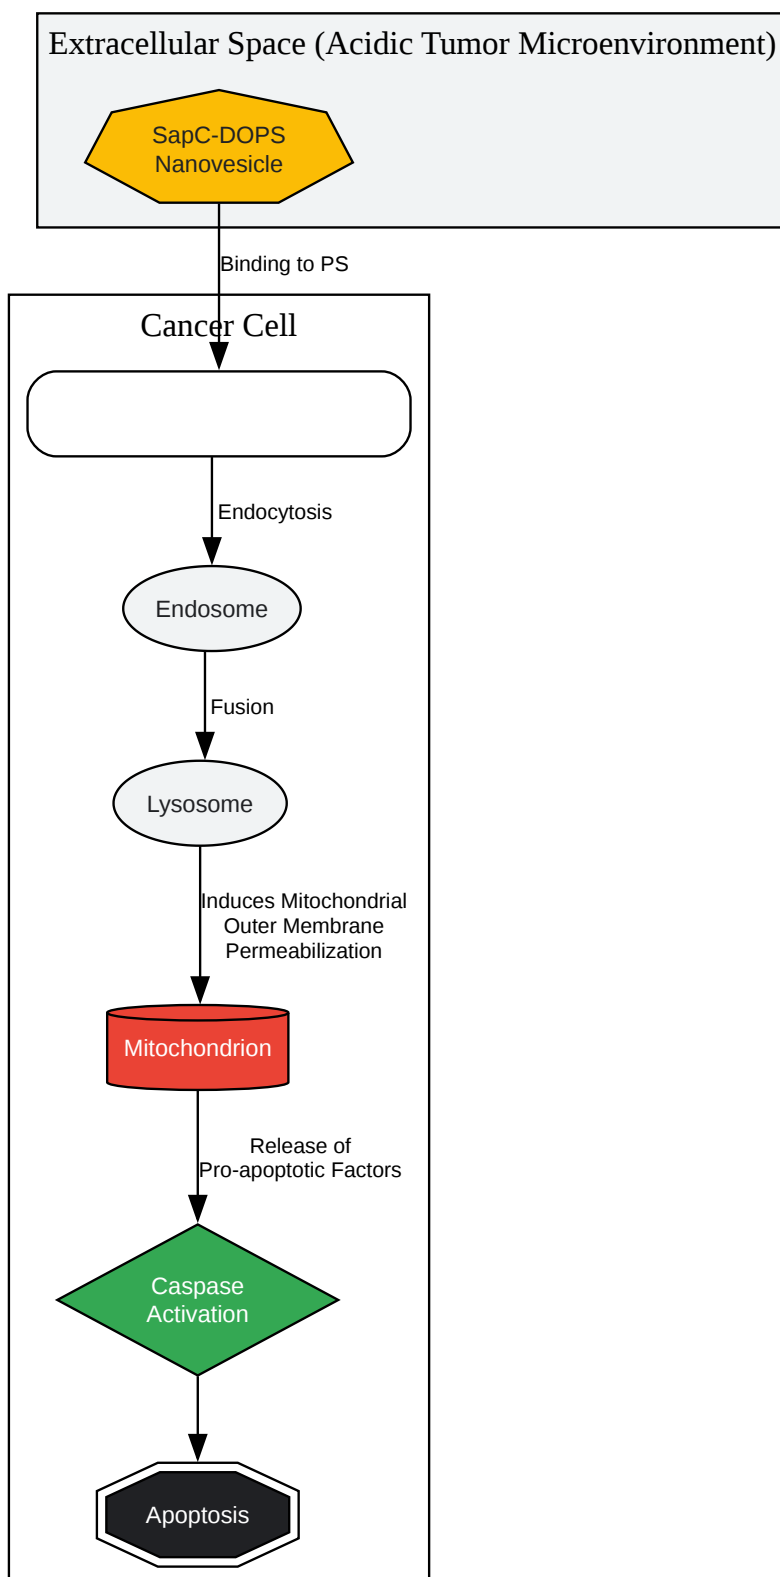 Extracellular Space (Acidic Tumor Microenvironment)
SapC-DOPS
Nanovesicle
Binding to PS
Cancer Cell
Endocytosis
Endosome
Fusion
Lysosome
Induces Mitochondrial
Outer Membrane
Permeabilization
Mitochondrion
Release of
Pro-apoptotic Factors
Caspase
Activation
Apoptosis